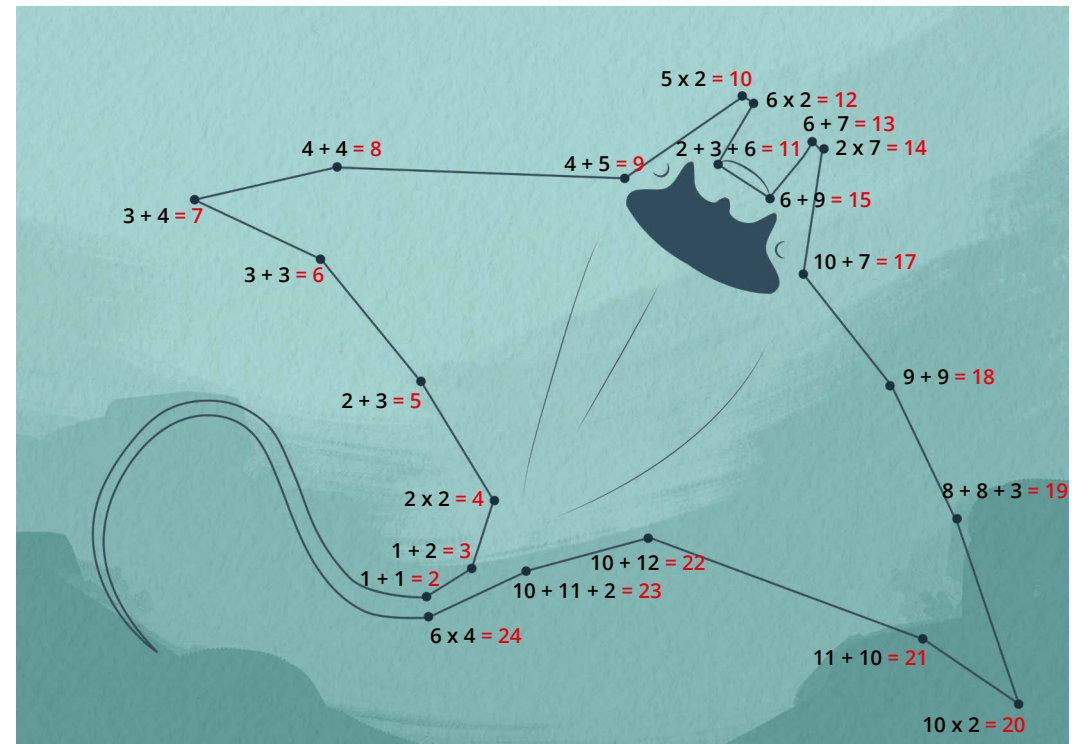 5 x 2 = 10
6 x 2 = 12
6 + 7 = 13
4 + 4 = 8
4 + 5 = 9
2 + 3 + 6 = 11
2 x 7 = 14
3 + 4 = 7
6 + 9 = 15
3 + 3 = 6
10 + 7 = 17
9 + 9 = 18
2 + 3 = 5
2 x 2 = 4
8 + 8 + 3 = 19
1 + 2 = 3
10 + 12 = 22
1 + 1 = 2
10 + 11 + 2 = 23
6 x 4 = 24
11 + 10 = 21
10 x 2 = 20